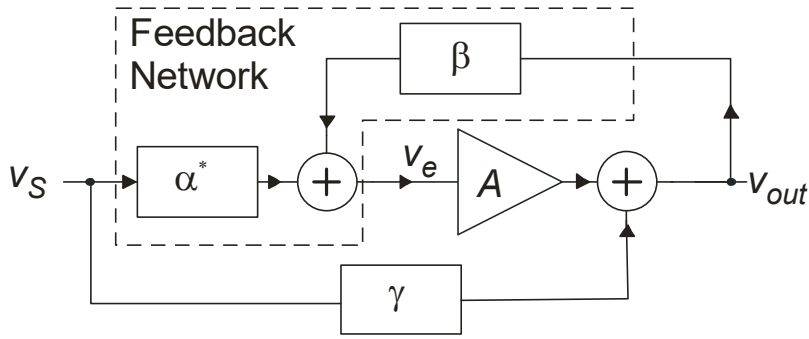 Feedback
Network
β
v_S
α*
+
v_e
A
+
v_out
γ